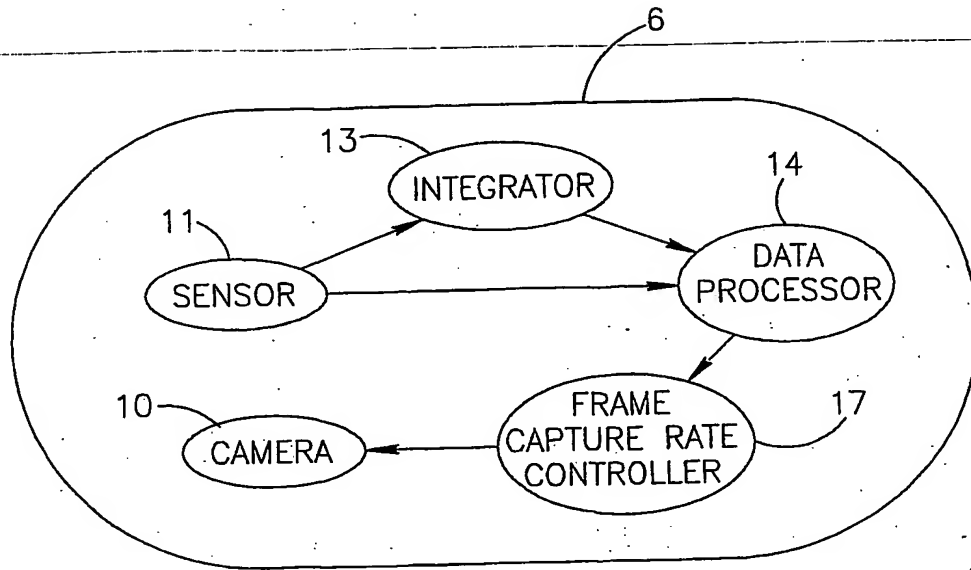 6
13
INTEGRATOR
14
DATA
PROCESSOR
11
SENSOR
10
CAMERA
FRAME
CAPTURE RATE
CONTROLLER
17